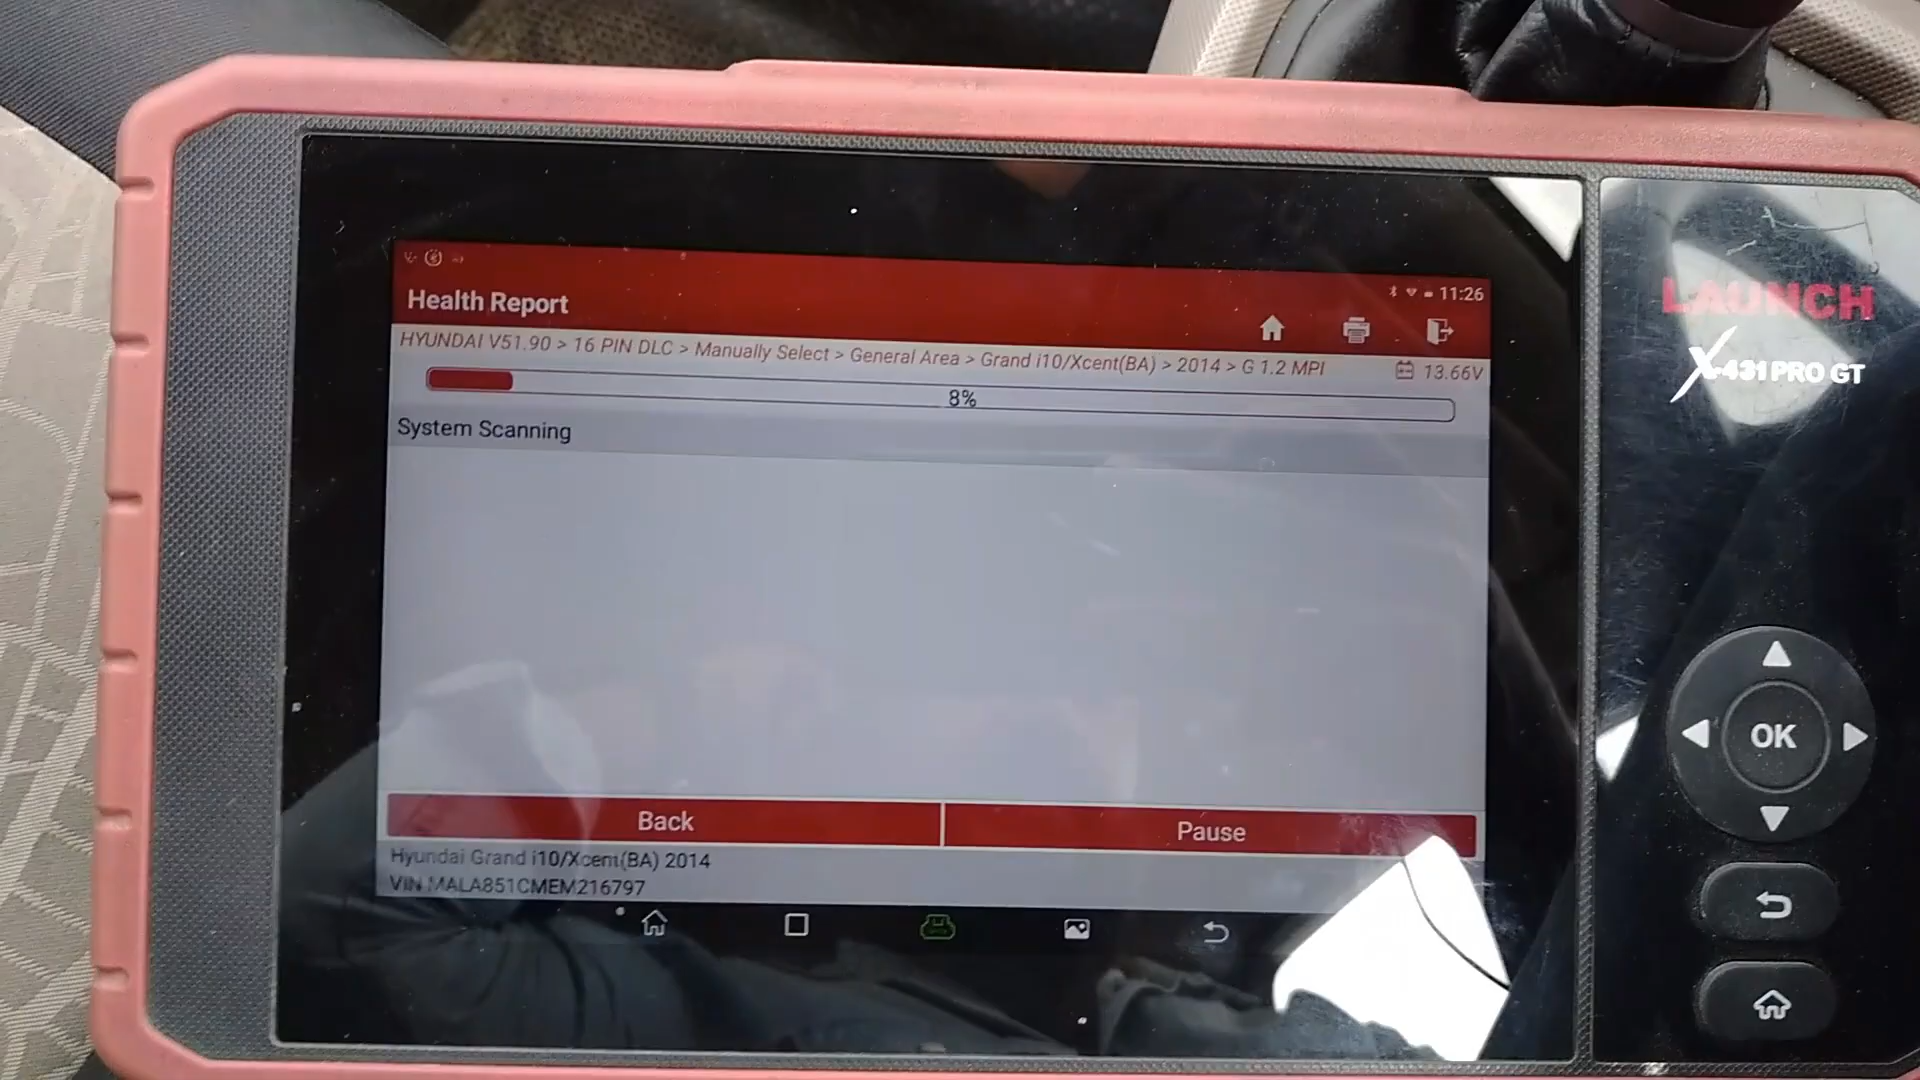 11:26
Health Report
HYUNDAI V51.90 > 16 PIN DLC > Manually Select > General Area > Grand i10/Xcent(BA) > 2014 > G 1.2 MPI
13.66V
8%
System Scanning
Back
Pause
Hyundai Grand i10/Xcent(BA) 2014
VIN MALA851CMEM216797
LAUNCH
X-431 PRO GT
OK